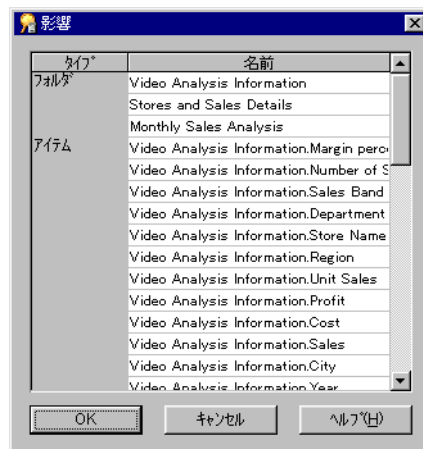 影響
タイプ 名前
フォルダ Video Analysis Information
Stores and Sales Details
Monthly Sales Analysis
アイテム Video Analysis Information.Margin perc
Video Analysis Information.Number of S
Video Analysis Information.Sales Band
Video Analysis Information.Department
Video Analysis Information.Store Name
Video Analysis Information.Region
Video Analysis Information.Unit Sales
Video Analysis Information.Profit
Video Analysis Information.Cost
Video Analysis Information.Sales
Video Analysis Information.City
Video Analysis Information.Year
OK キャンセル ヘルプ(H)